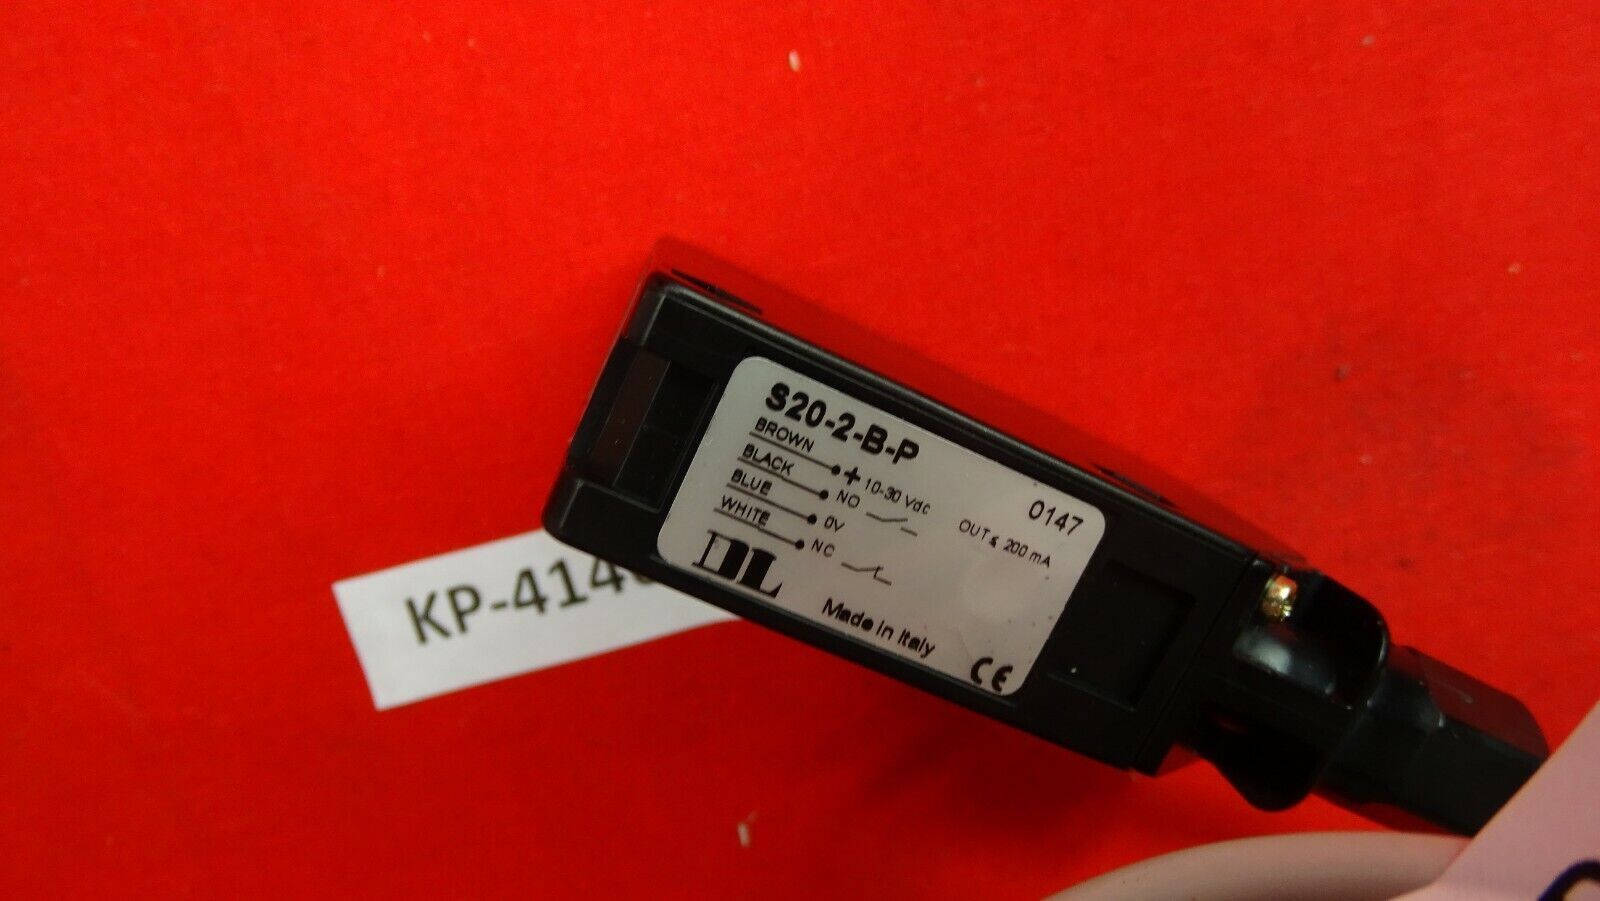 S20-2-B-P
BROWN + 10-30 Vdc
BLACK NO OUT ≤ 200 mA 0147
BLUE 0V
WHITE NC
DL Made in Italy CE
KP-414